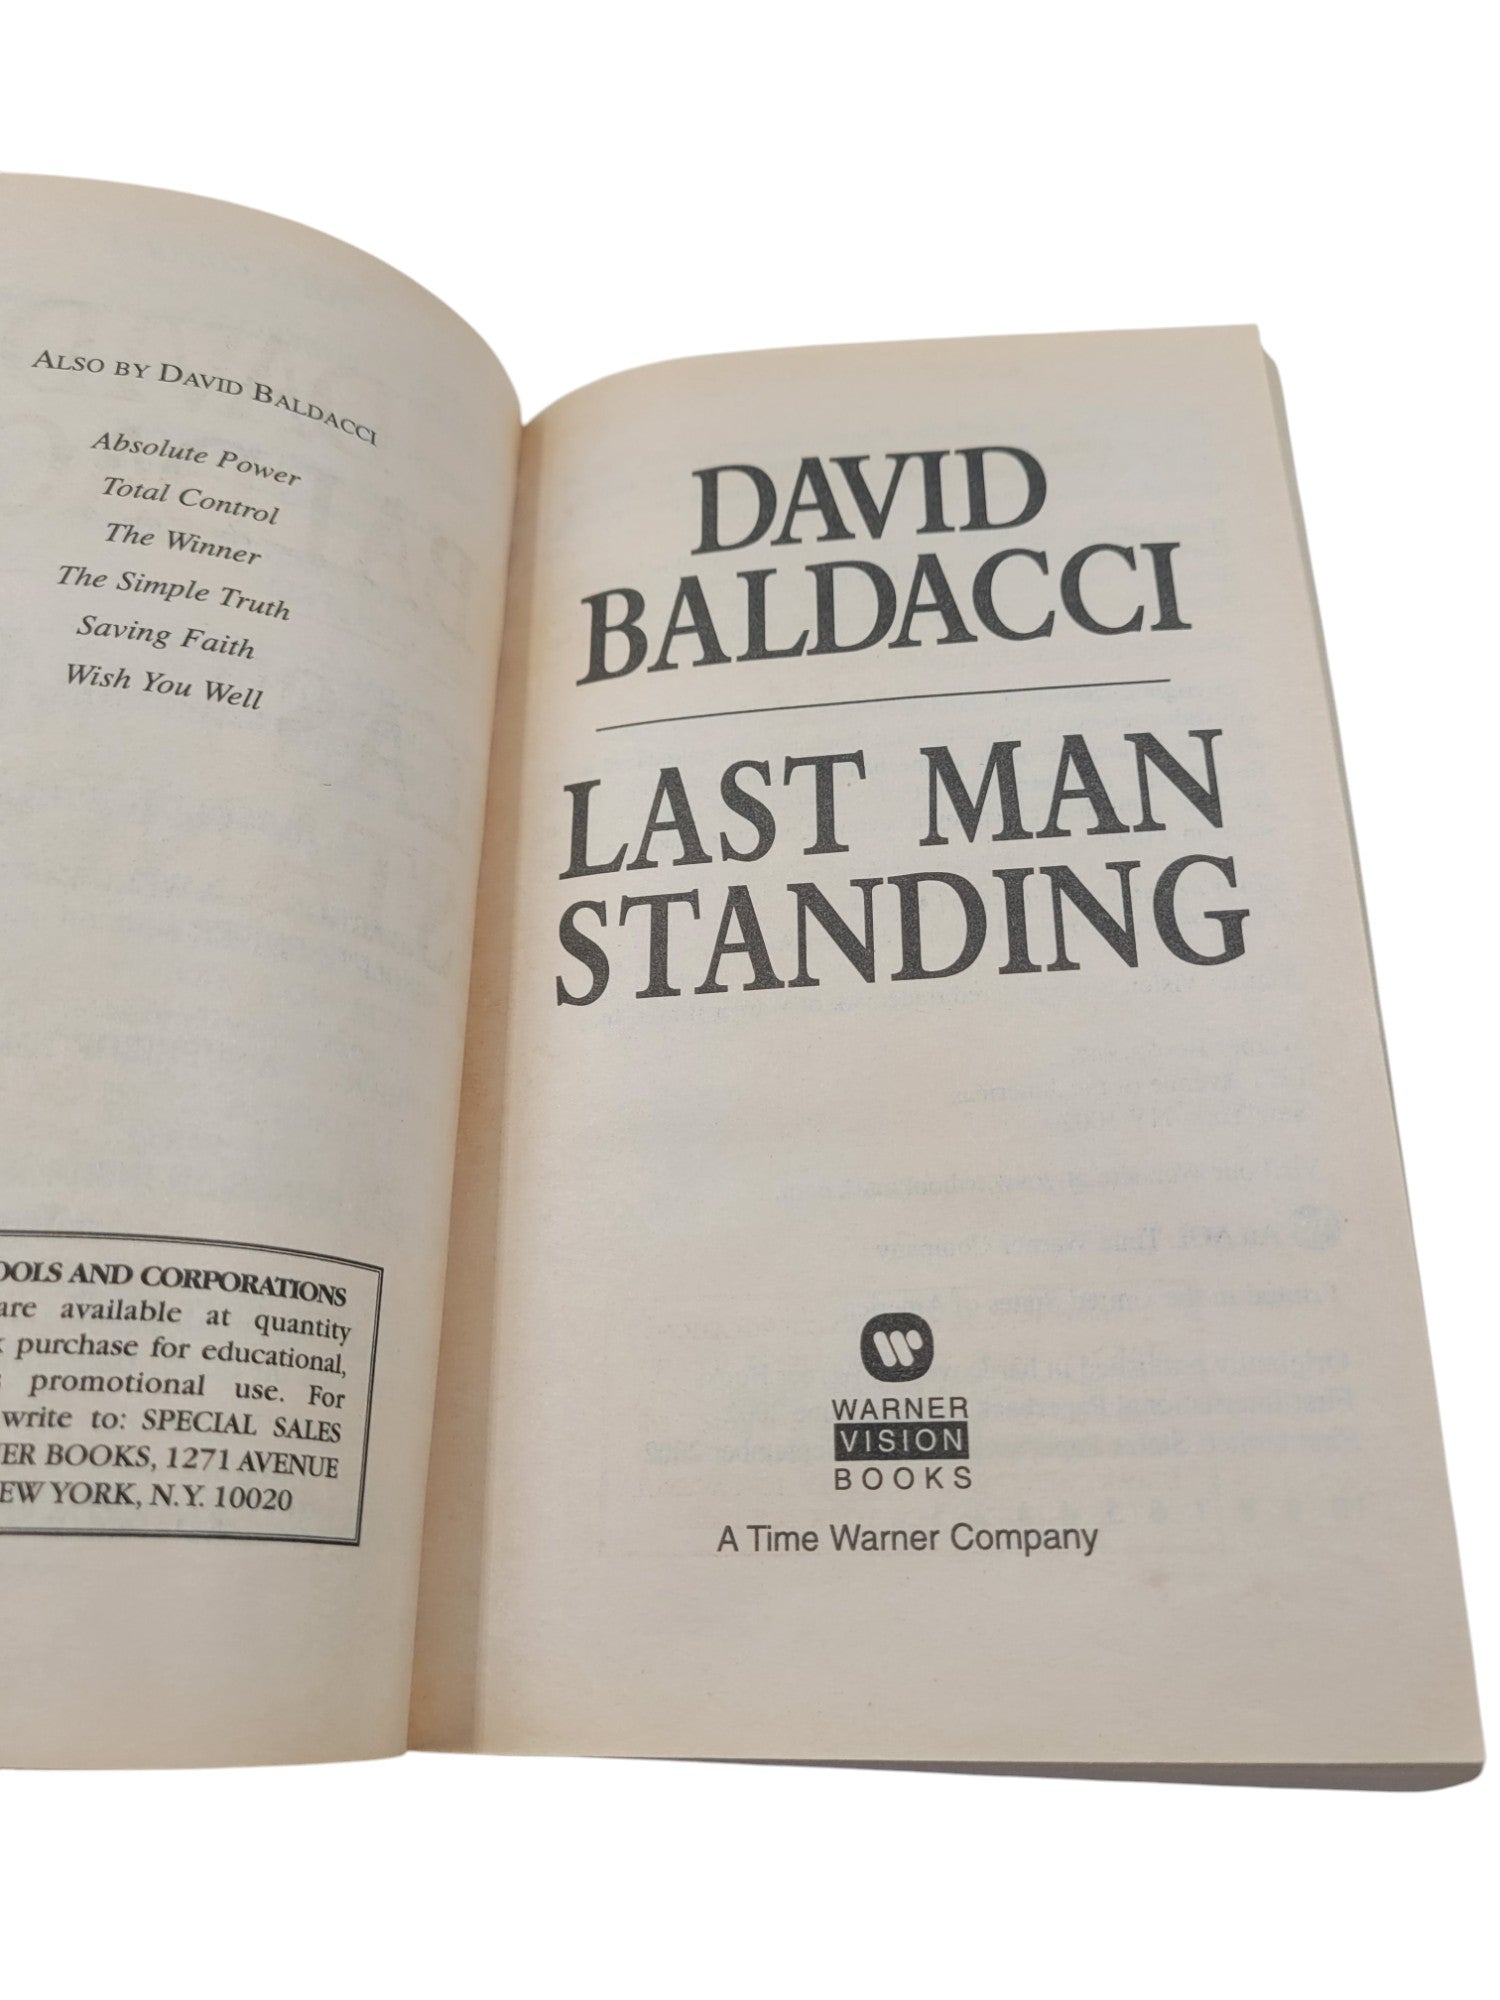 ALSO BY DAVID BALDACCI
Absolute Power
Total Control
The Winner
The Simple Truth
Saving Faith
Wish You Well
OOLS AND CORPORATIONS
are available at quantity
purchase for educational,
promotional use. For
write to: SPECIAL SALES
ER BOOKS, 1271 AVENUE
EW YORK, N.Y. 10020
DAVID
BALDACCI
LAST MAN
STANDING
WARNER
VISION
BOOKS
A Time Warner Company